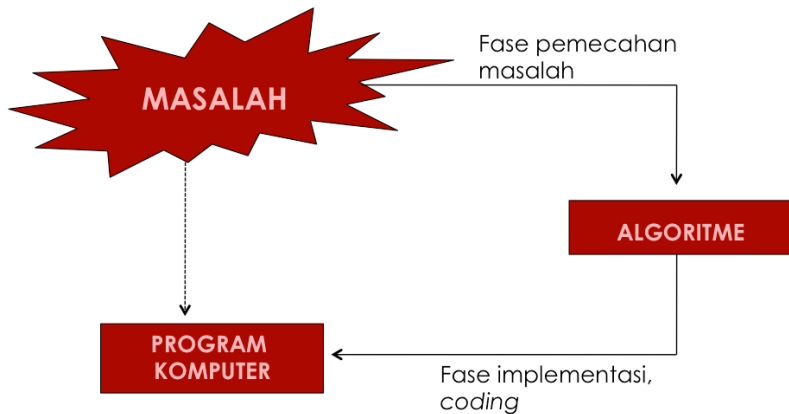 Fase pemecahan
masalah
MASALAH
ALGORITME
PROGRAM
KOMPUTER
Fase implementasi,
coding